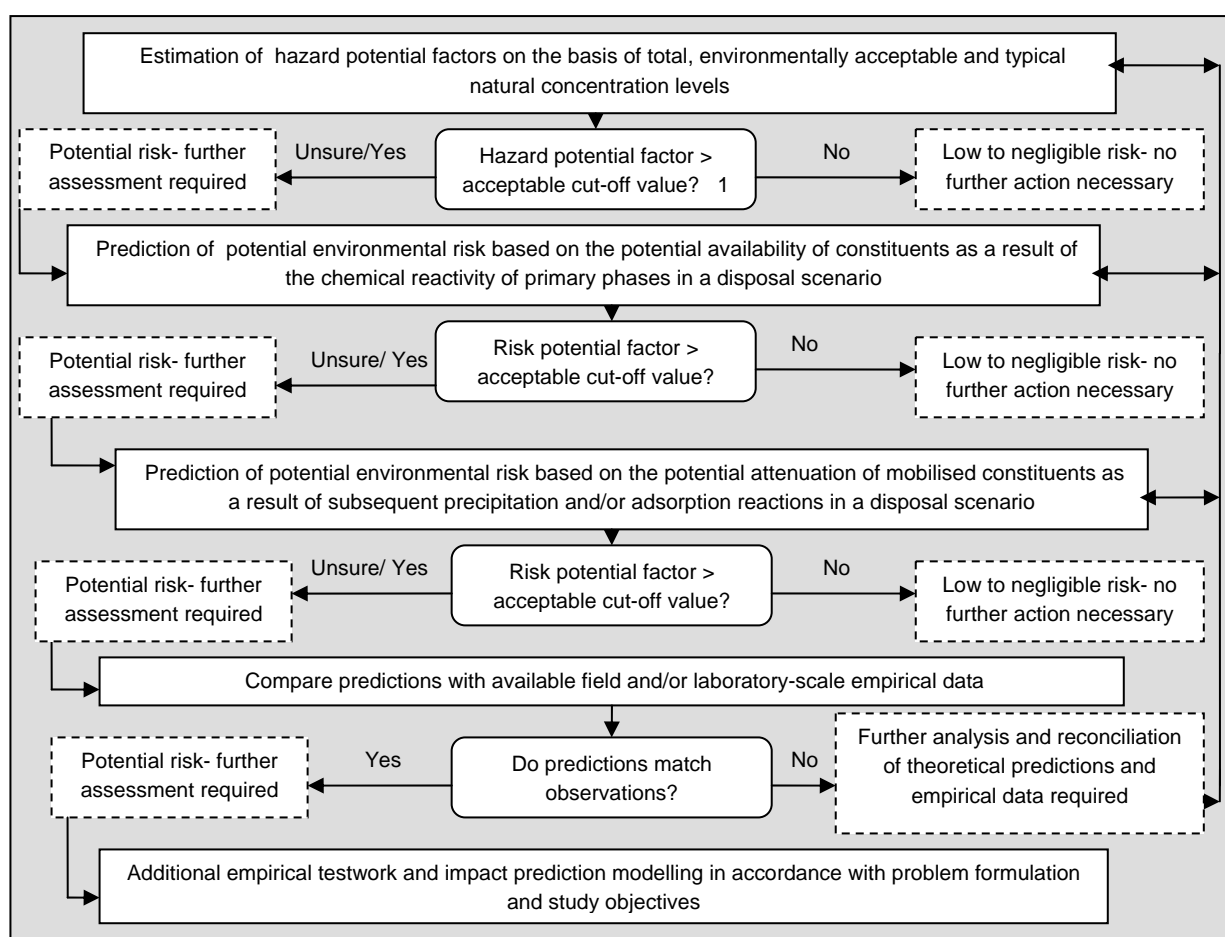 Estimation of  hazard potential factors on the basis of total, environmentally acceptable and typical
natural concentration levels
Potential risk- further
assessment required
Unsure/Yes
Hazard potential factor >
acceptable cut-off value?   1
No
Low to negligible risk- no
further action necessary
Prediction of  potential environmental risk based on the potential availability of constituents as a result of
the chemical reactivity of primary phases in a disposal scenario
Potential risk- further
assessment required
Unsure/ Yes
Risk potential factor >
acceptable cut-off value?
No
Low to negligible risk- no
further action necessary
Prediction of potential environmental risk based on the potential attenuation of mobilised constituents as
a result of subsequent precipitation and/or adsorption reactions in a disposal scenario
Potential risk- further
assessment required
Unsure/ Yes
Risk potential factor >
acceptable cut-off value?
No
Low to negligible risk- no
further action necessary
Compare predictions with available field and/or laboratory-scale empirical data
Potential risk- further
assessment required
Yes
Do predictions match
observations?
No
Further analysis and reconciliation
of theoretical predictions and
empirical data required
Additional empirical testwork and impact prediction modelling in accordance with problem formulation
and study objectives